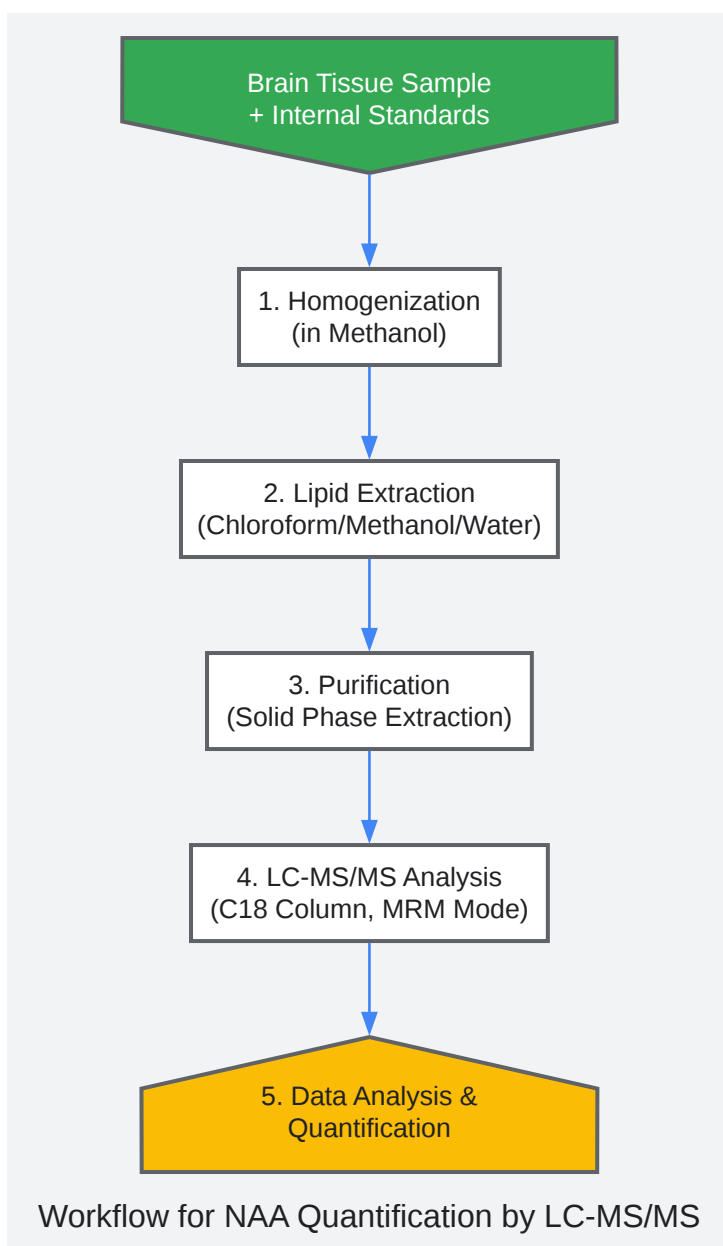 Brain Tissue Sample
+ Internal Standards
1. Homogenization
(in Methanol)
2. Lipid Extraction
(Chloroform/Methanol/Water)
3. Purification
(Solid Phase Extraction)
4. LC-MS/MS Analysis
(C18 Column, MRM Mode)
5. Data Analysis &
Quantification
Workflow for NAA Quantification by LC-MS/MS